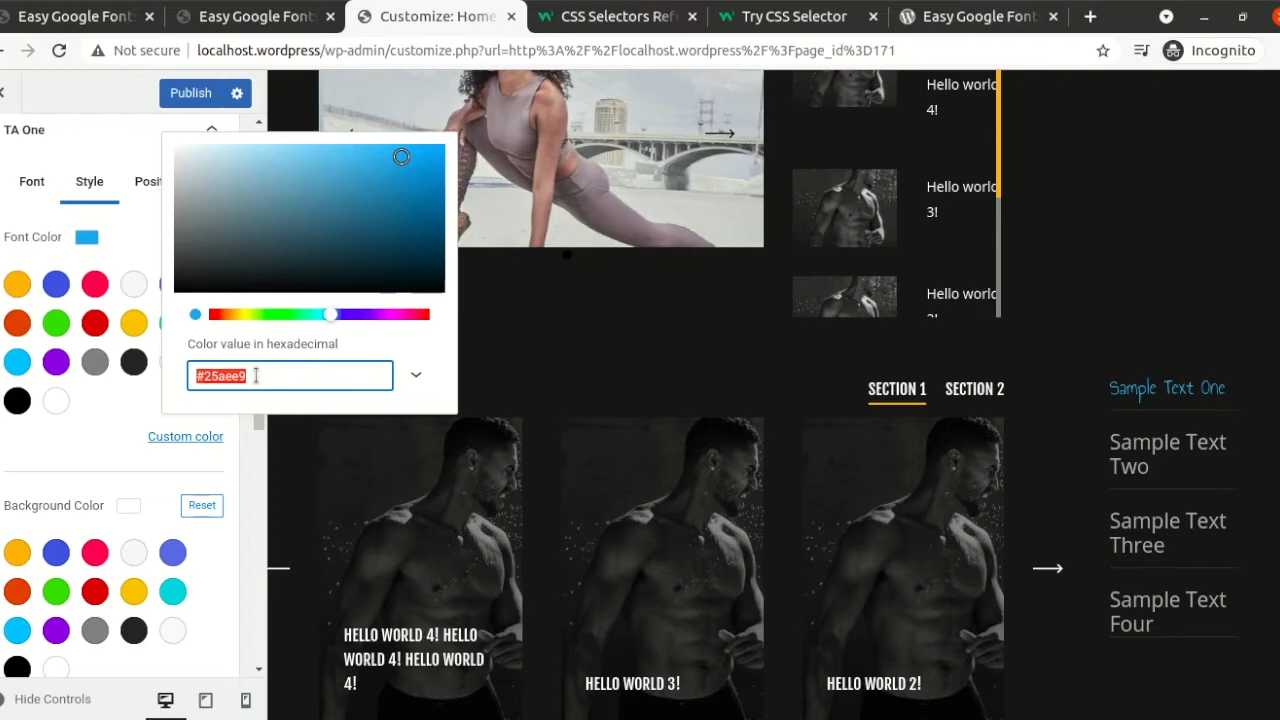 Easy Google Font
Easy Google Font
Customize: Home
CSS Selectors Ref
Try CSS Selector
Easy Google Font
Not secure
localhost.wordpress/wp-admin/customize.php?url=http%3A%2F%2Flocalhost.wordpress%2F%3Fpage_id%3D171
Incognito
Publish
TA One
Font
Style
Posi
Font Color
Color value in hexadecimal
#25aee9
Custom color
Background Color
Reset
Hide Controls
Hello world
4!
Hello world
3!
Hello world
SECTION 1
SECTION 2
HELLO WORLD 4! HELLO
WORLD 4! HELLO WORLD
4!
HELLO WORLD 3!
HELLO WORLD 2!
Sample Text One
Sample Text
Two
Sample Text
Three
Sample Text
Four